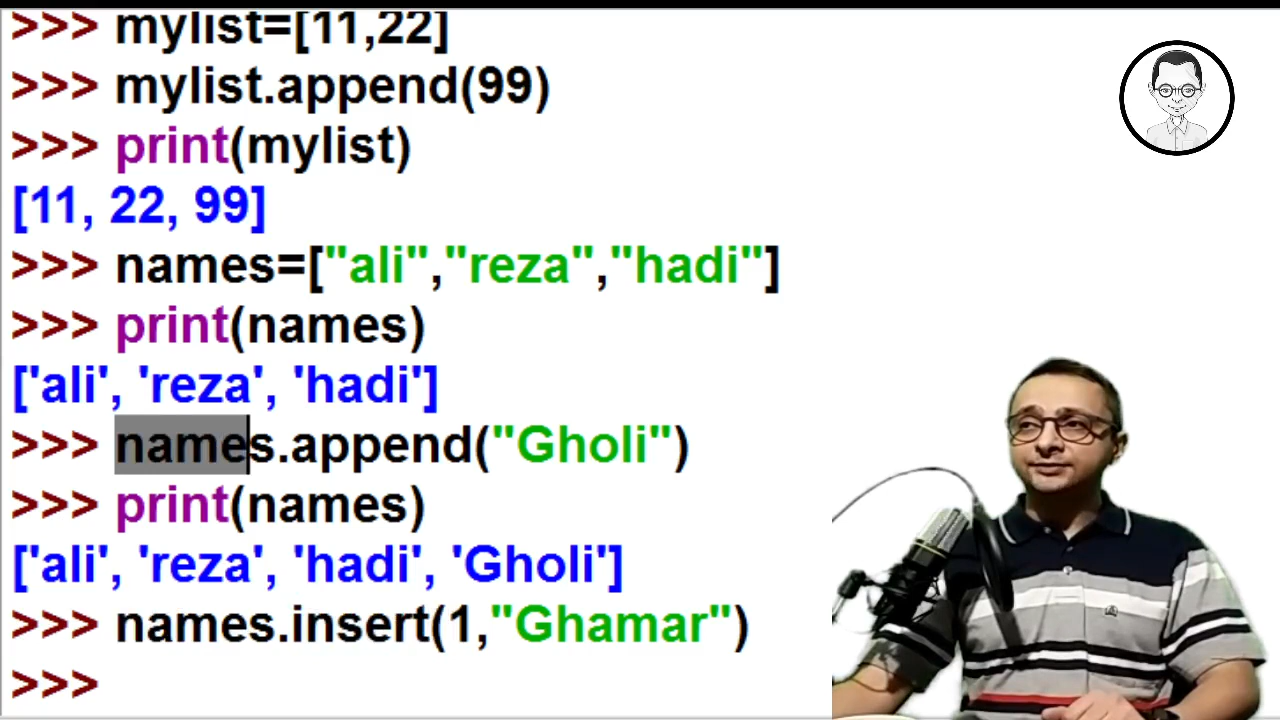 >>> mylist=[11,22]
>>> mylist.append(99)
>>> print(mylist)
[11, 22, 99]
>>> names=["ali","reza","hadi"]
>>> print(names)
['ali', 'reza', 'hadi']
>>> names.append("Gholi")
>>> print(names)
['ali', 'reza', 'hadi', 'Gholi']
>>> names.insert(1,"Ghamar")
>>>